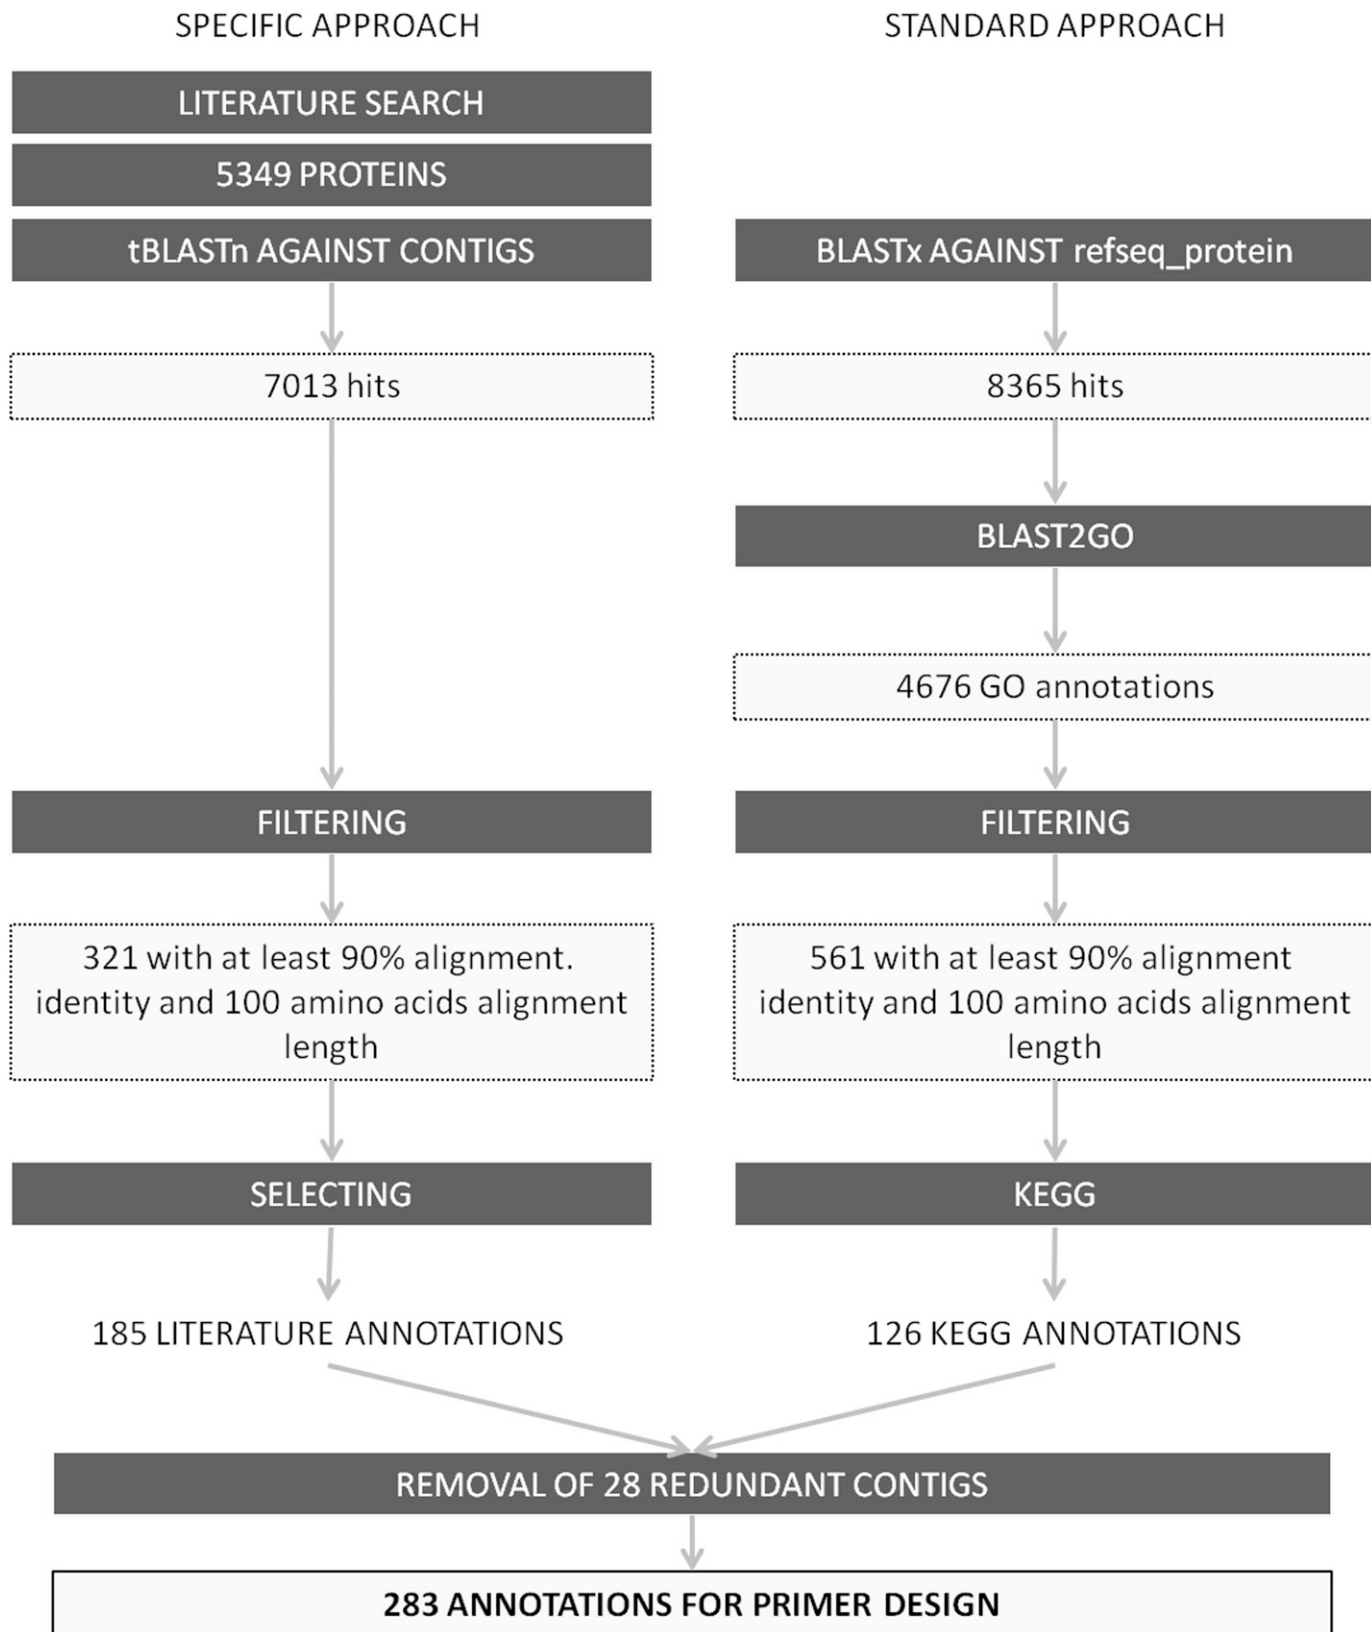 SPECIFIC APPROACH
STANDARD APPROACH
LITERATURE SEARCH
5349 PROTEINS
tBLASTn AGAINST CONTIGS
BLASTx AGAINST refseq_protein
7013 hits
8365 hits
BLAST2GO
4676 GO annotations
FILTERING
FILTERING
321 with at least 90% alignment.
identity and 100 amino acids alignment
length
561 with at least 90% alignment
identity and 100 amino acids alignment
length
SELECTING
KEGG
185 LITERATURE ANNOTATIONS
126 KEGG ANNOTATIONS
REMOVAL OF 28 REDUNDANT CONTIGS
283 ANNOTATIONS FOR PRIMER DESIGN